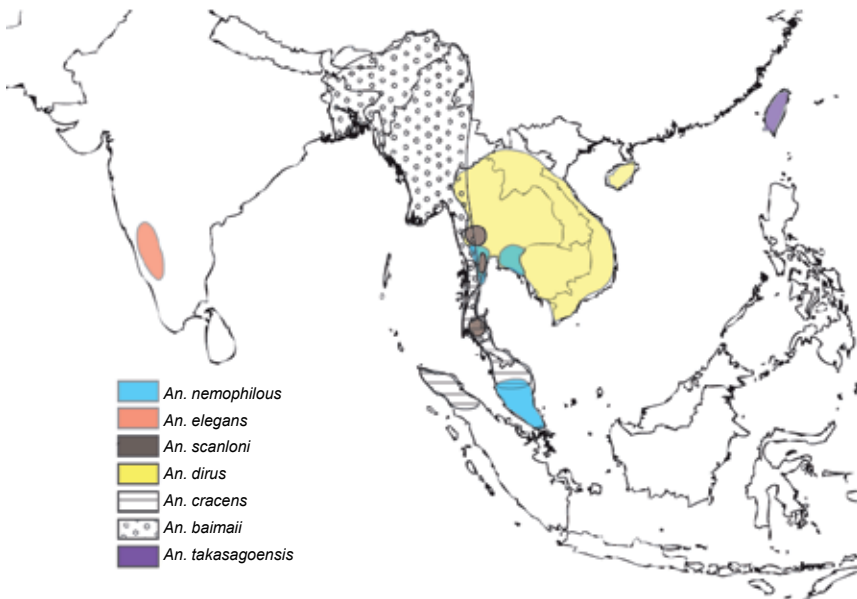 An. nemophilous
An. elegans
An. scanloni
An. dirus
An. cracens
An. baimaii
An. takasagoensis